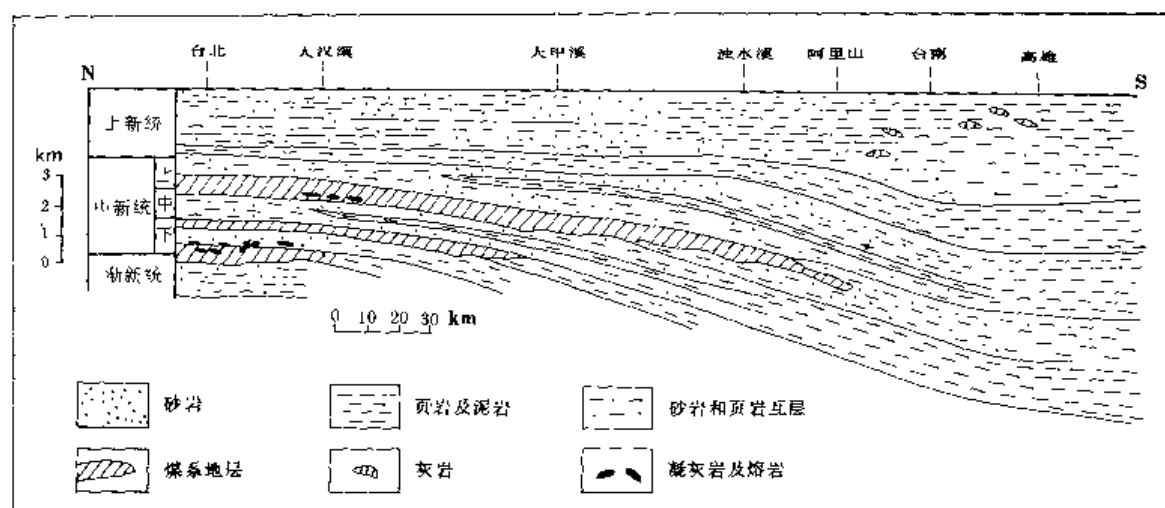 台北 大汉溪 大甲溪 浊水溪 阿里山 台南 高雄
N S
上新统
km
3
上
中新统 中
2
1
下
0
渐新统
0 10 20 30 km
砂岩 页岩及泥岩 砂岩和页岩互层
煤系地层 灰岩 凝灰岩及熔岩